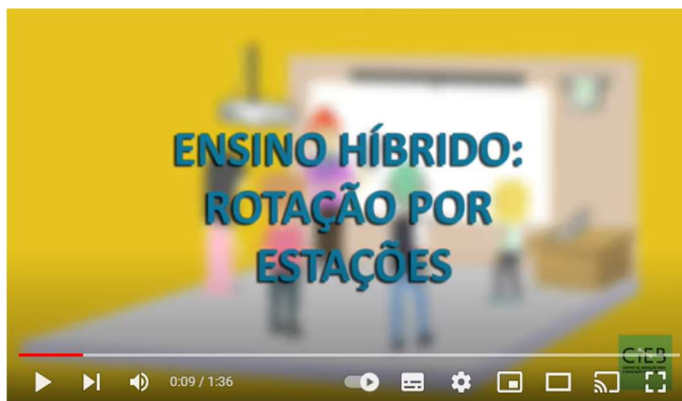 ENSINO HÍBRIDO:
ROTAÇÃO POR
ESTAÇÕES
CIEB
0:09 / 1:36